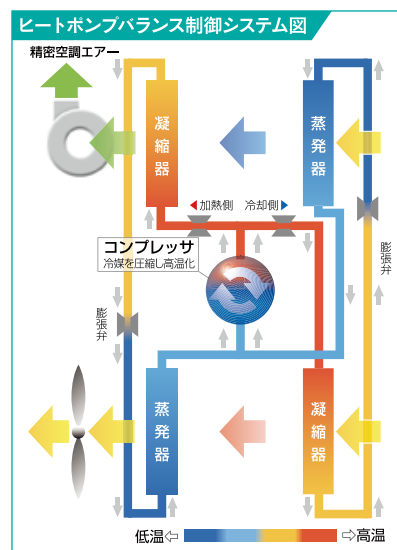 ヒートポンプバランス制御システム図
精密空調エアー
凝縮器
蒸発器
加熱側 冷却側
コンプレッサ
冷媒を圧縮し高温化
膨張弁
膨張弁
蒸発器
凝縮器
低温 高温